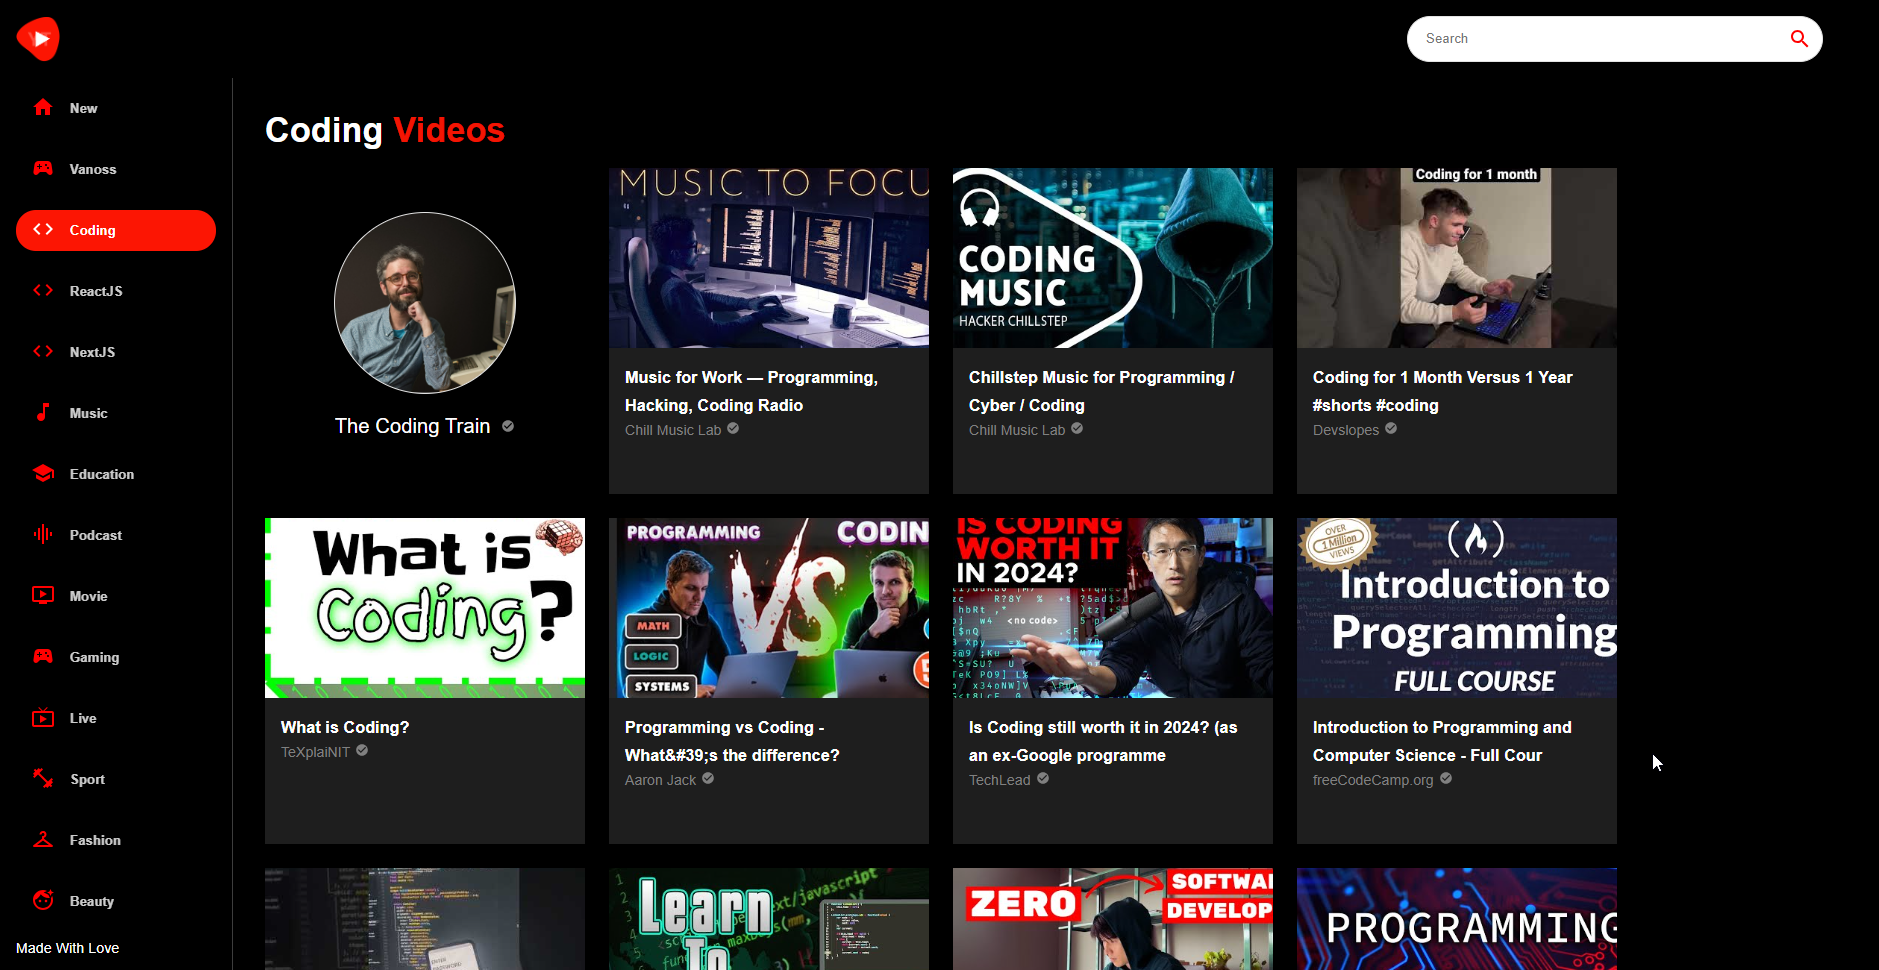 Search
New
Vanoss
Coding
ReactJS
NextJS
Music
Education
Podcast
Movie
Gaming
Live
Sport
Fashion
Beauty
Made With Love
Coding Videos
The Coding Train
MUSIC TO FOCU
Music for Work — Programming,
Hacking, Coding Radio
Chill Music Lab
CODING
MUSIC
HACKER CHILLSTEP
Chillstep Music for Programming /
Cyber / Coding
Chill Music Lab
Coding for 1 month
Coding for 1 Month Versus 1 Year
#shorts #coding
Devslopes
What is
Coding?
What is Coding?
TeXplaiNIT
PROGRAMMING
CODIN
VS
MATH
LOGIC
SYSTEMS
Programming vs Coding -
What&#39;s the difference?
Aaron Jack
IS CODING
WORTH IT
IN 2024?
<no code>
Is Coding still worth it in 2024? (as
an ex-Google programme
TechLead
OVER
1 Million
VIEWS
Introduction to
Programming
FULL COURSE
Introduction to Programming and
Computer Science - Full Cour
freeCodeCamp.org
Learn
To
ZERO
SOFTWA
DEVELOP
PROGRAMMING